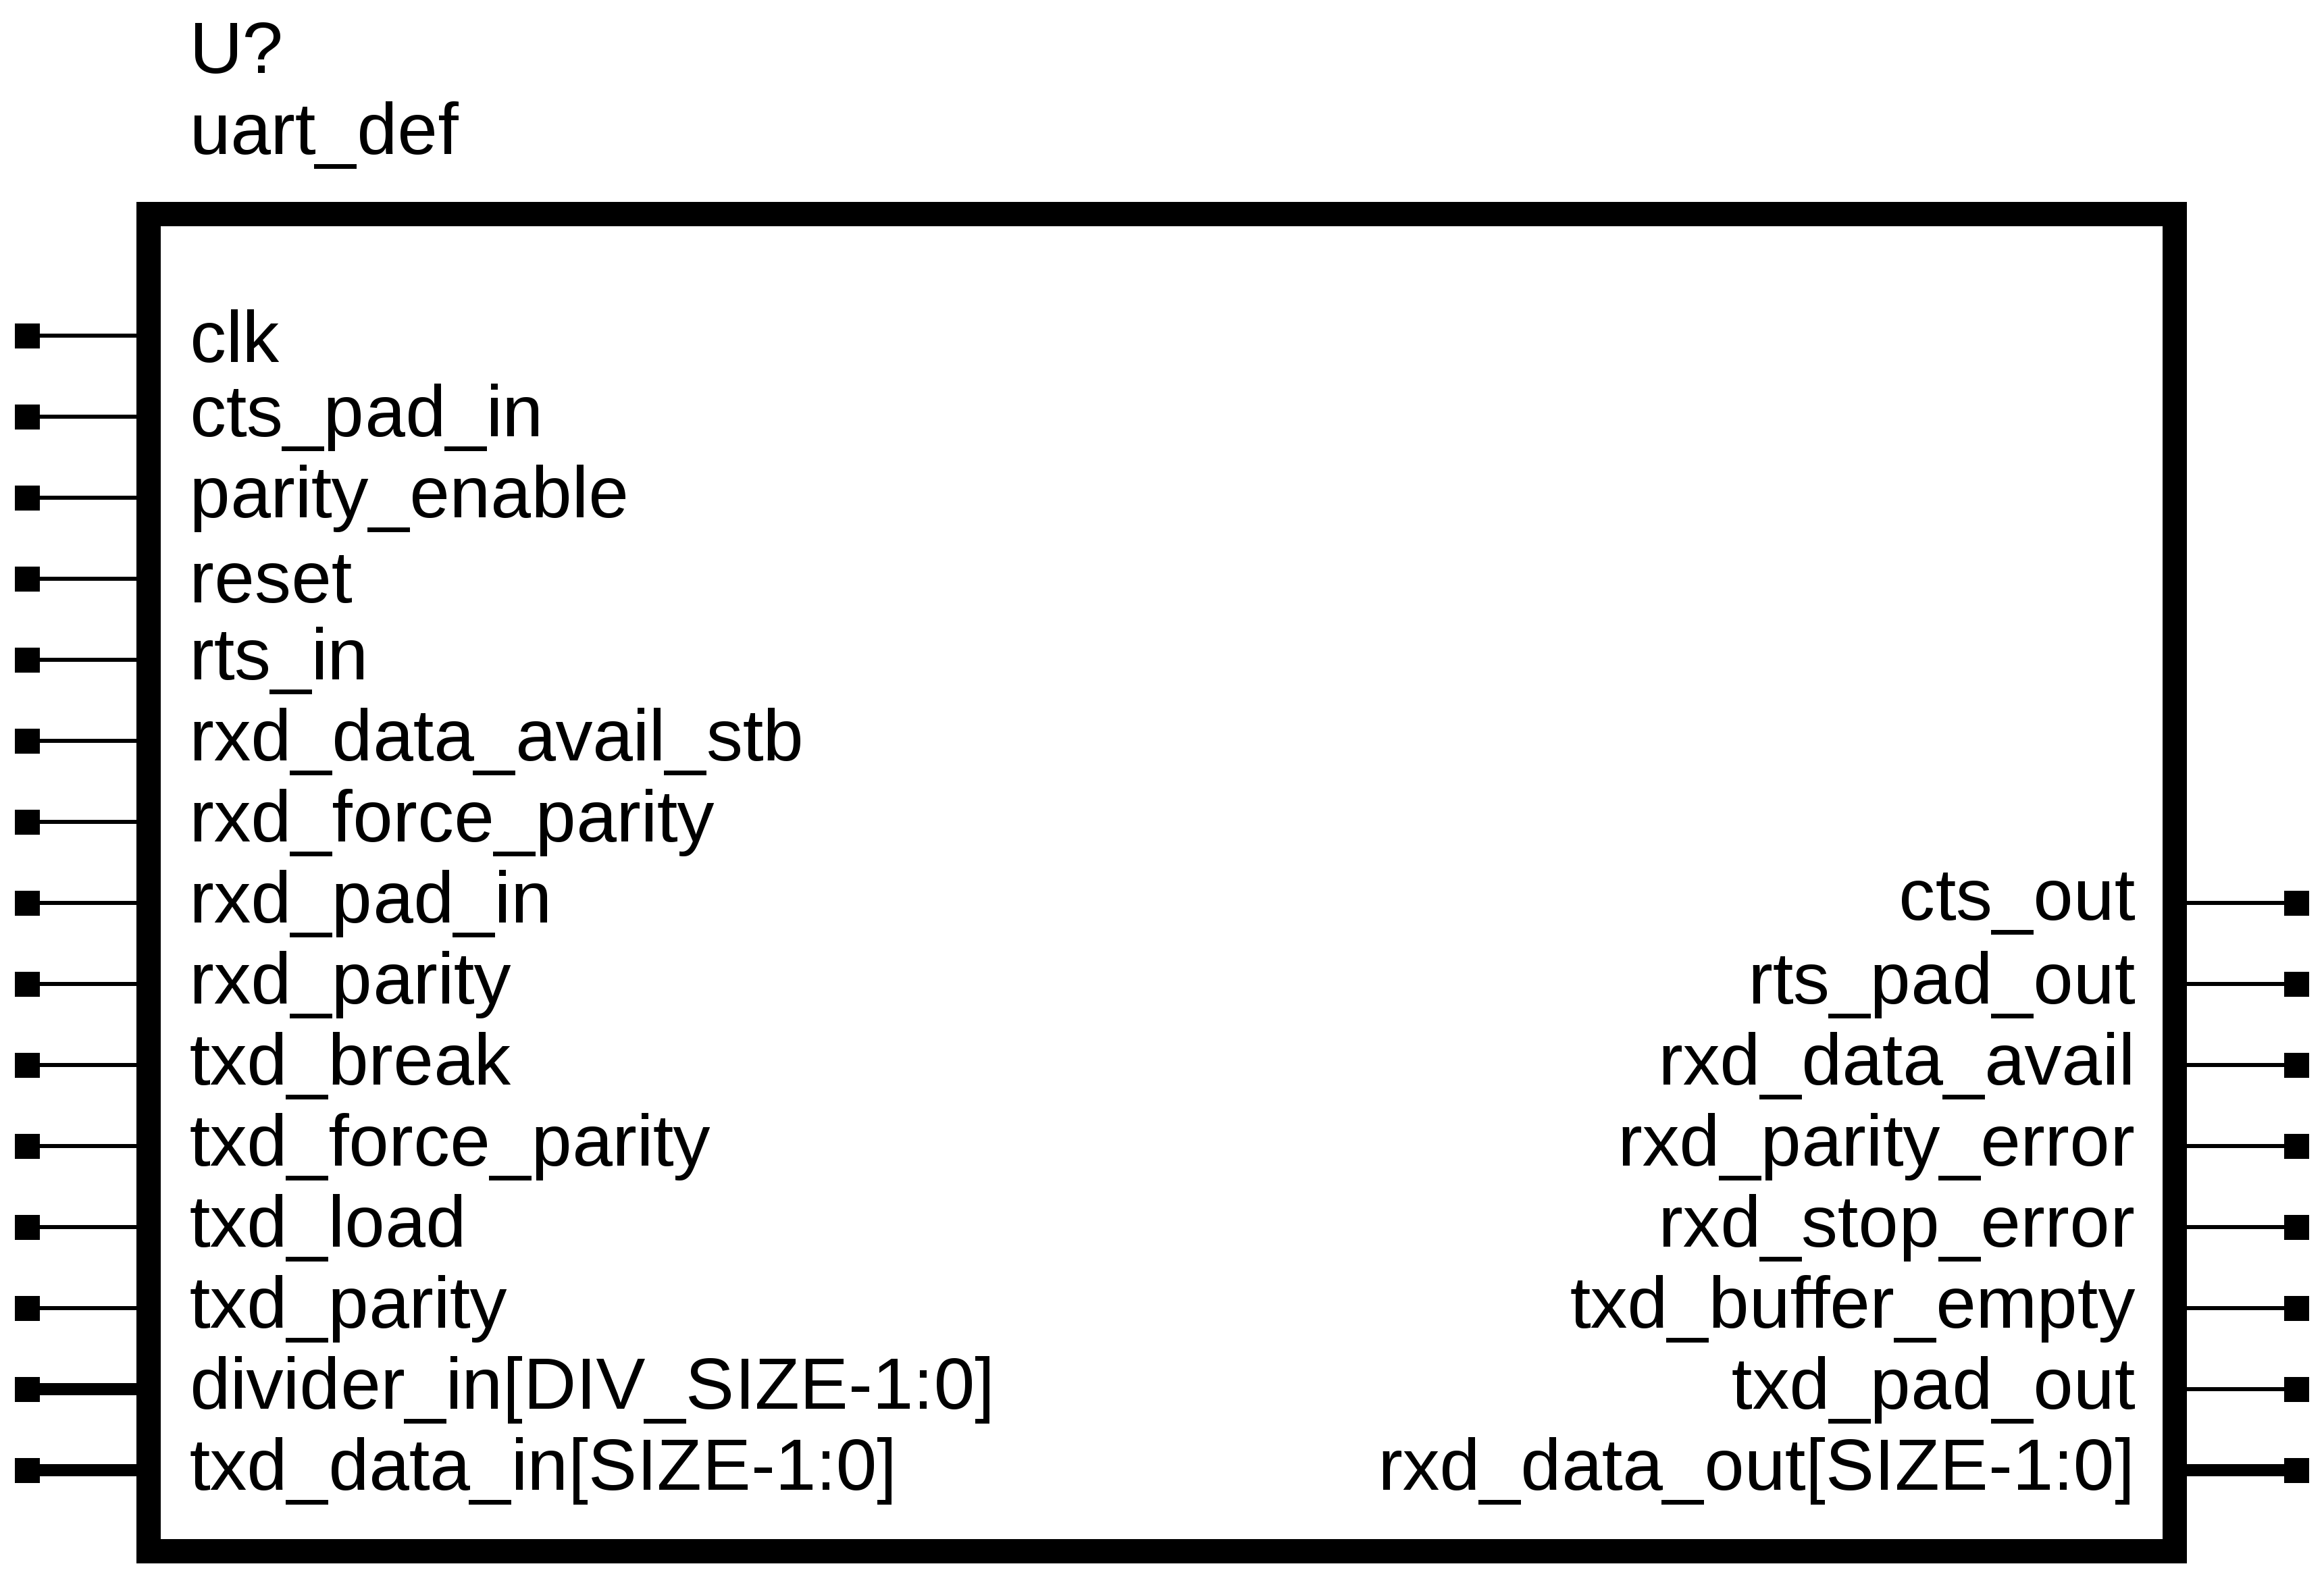 U?
uart_def
clk
cts_pad_in
parity_enable
reset
rts_in
rxd_data_avail_stb
rxd_force_parity
rxd_pad_in
rxd_parity
txd_break
txd_force_parity
txd_load
txd_parity
divider_in[DIV_SIZE-1:0]
txd_data_in[SIZE-1:0]
cts_out
rts_pad_out
rxd_data_avail
rxd_parity_error
rxd_stop_error
txd_buffer_empty
txd_pad_out
rxd_data_out[SIZE-1:0]